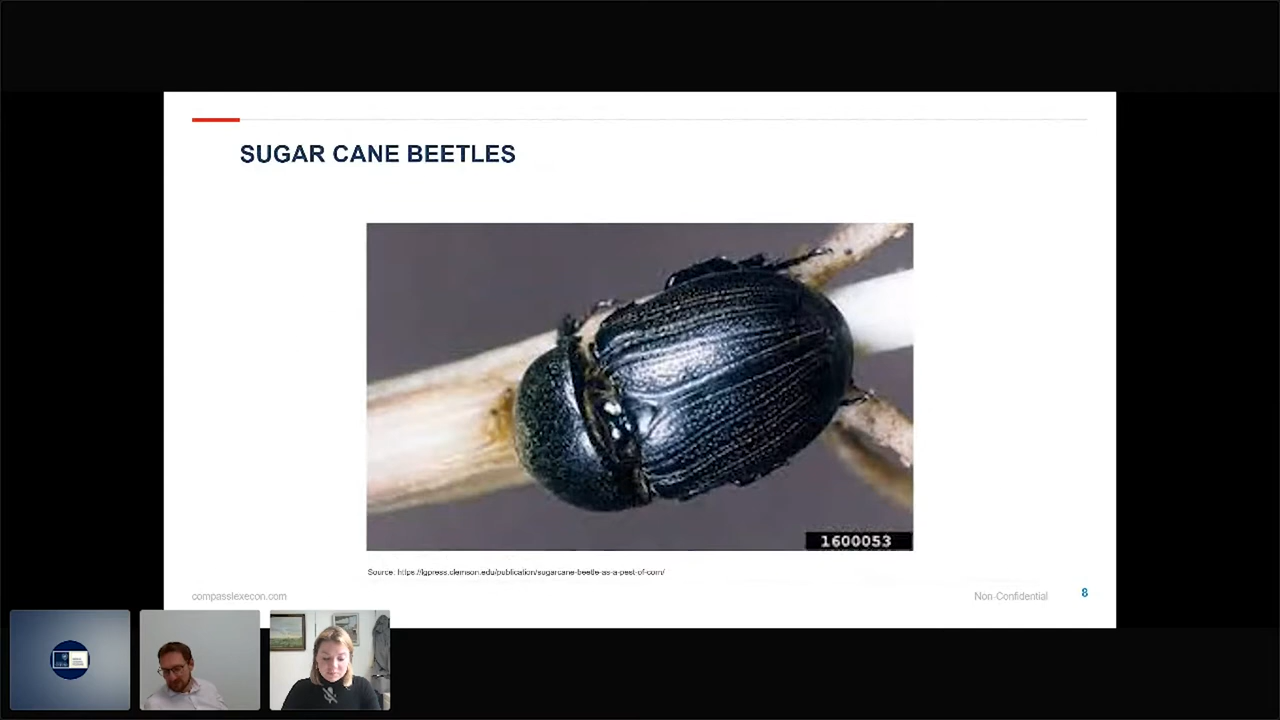 SUGAR CANE BEETLES
1600053
Source: https://lgpress.clemson.edu/publication/sugarcane-beetle-as-a-pest-of-corn/
compasslexecon.com
Non-Confidential
8